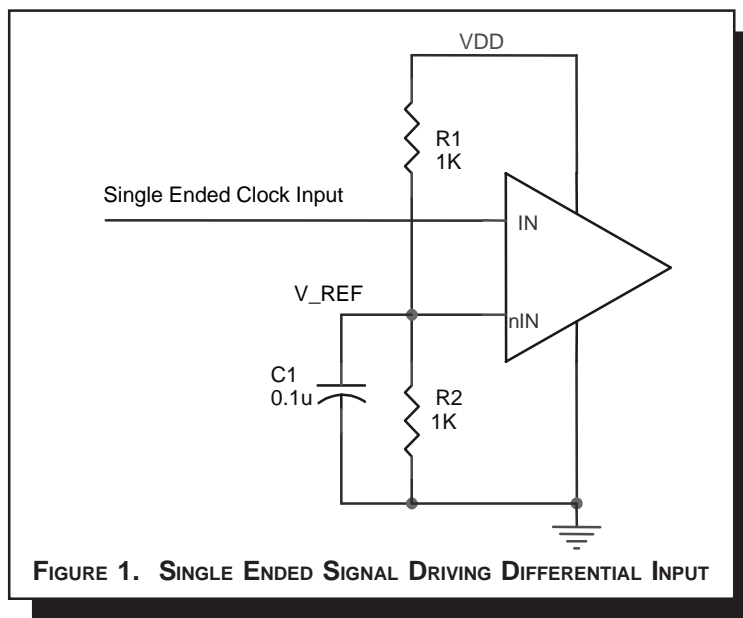 VDD
R1
1K
Single Ended Clock Input
IN
V_REF
nIN
C1
0.1u
R2
1K
FIGURE 1. SINGLE ENDED SIGNAL DRIVING DIFFERENTIAL INPUT